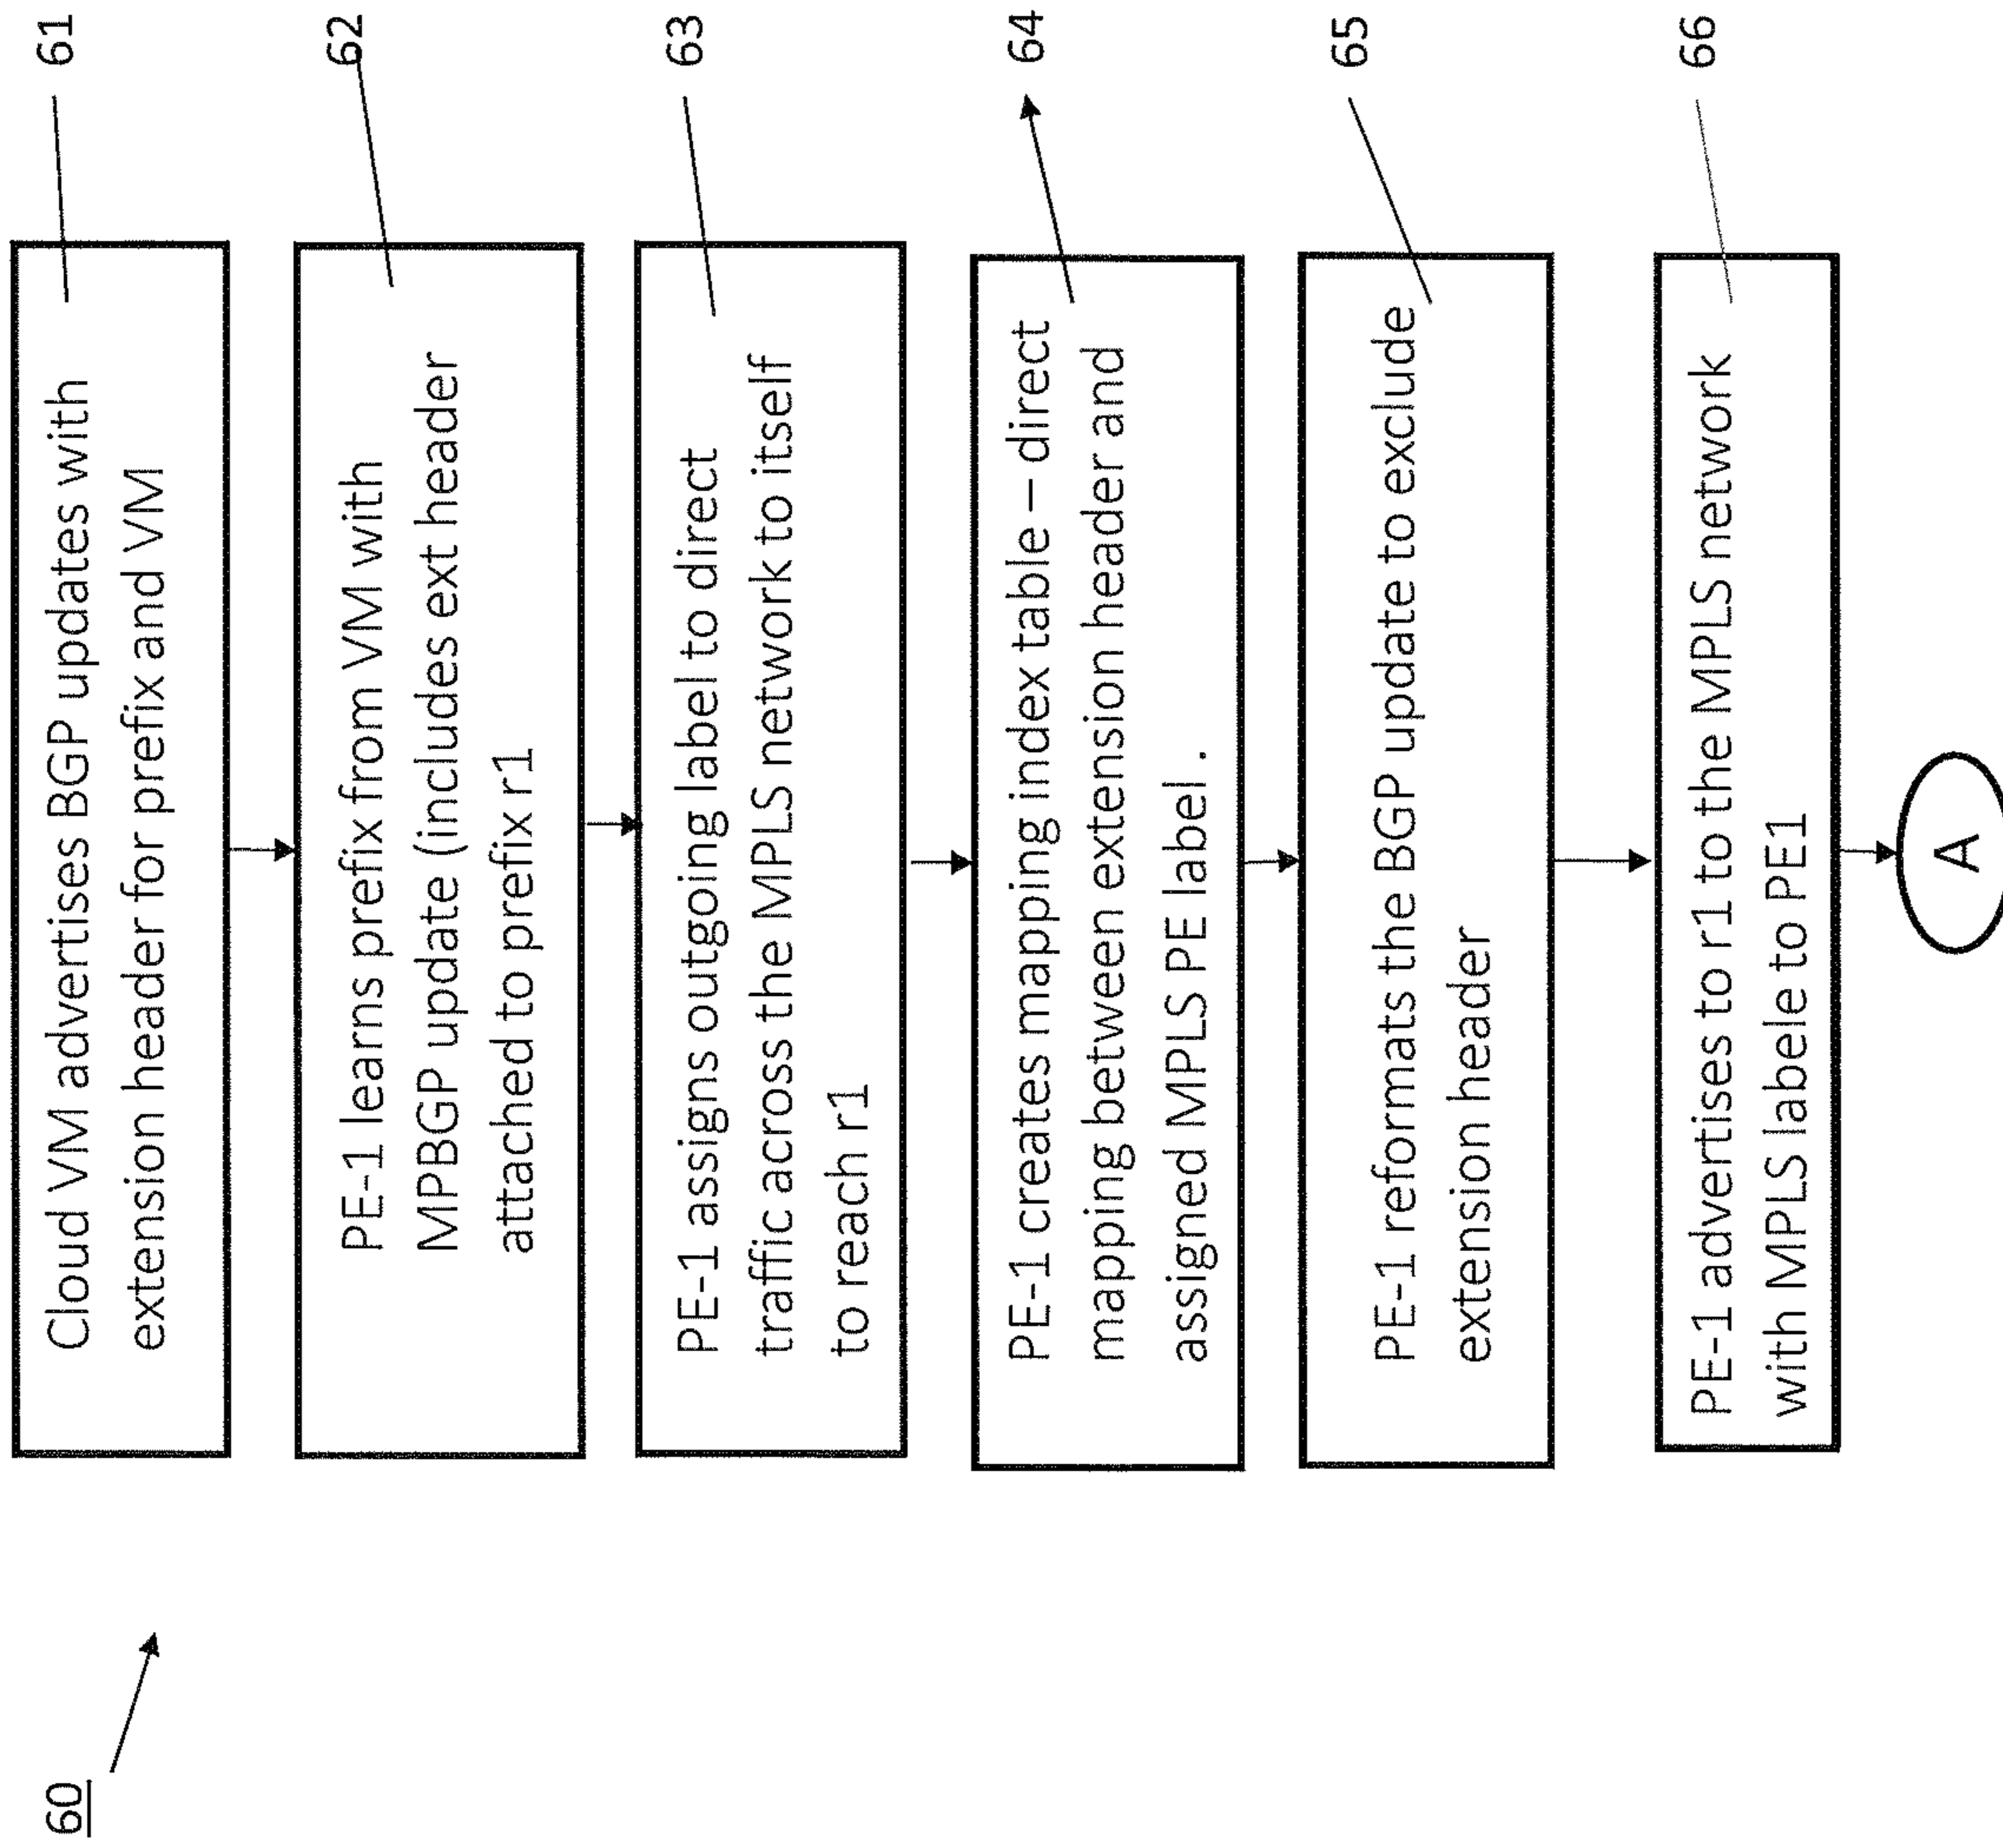 60
Cloud VM advertises BGP updates with
extension header for prefix and VM
61
PE-1 learns prefix from VM with
MPBGP update (includes ext header
attached to prefix r1
62
PE-1 assigns outgoing label to direct
traffic across the MPLS network to itself
to reach r1
63
PE-1 creates mapping index table – direct
mapping between extension header and
assigned MPLS PE label .
64
PE-1 reformats the BGP update to exclude
extension header
65
PE-1 advertises to r1 to the MPLS network
with MPLS labele to PE1
66
A